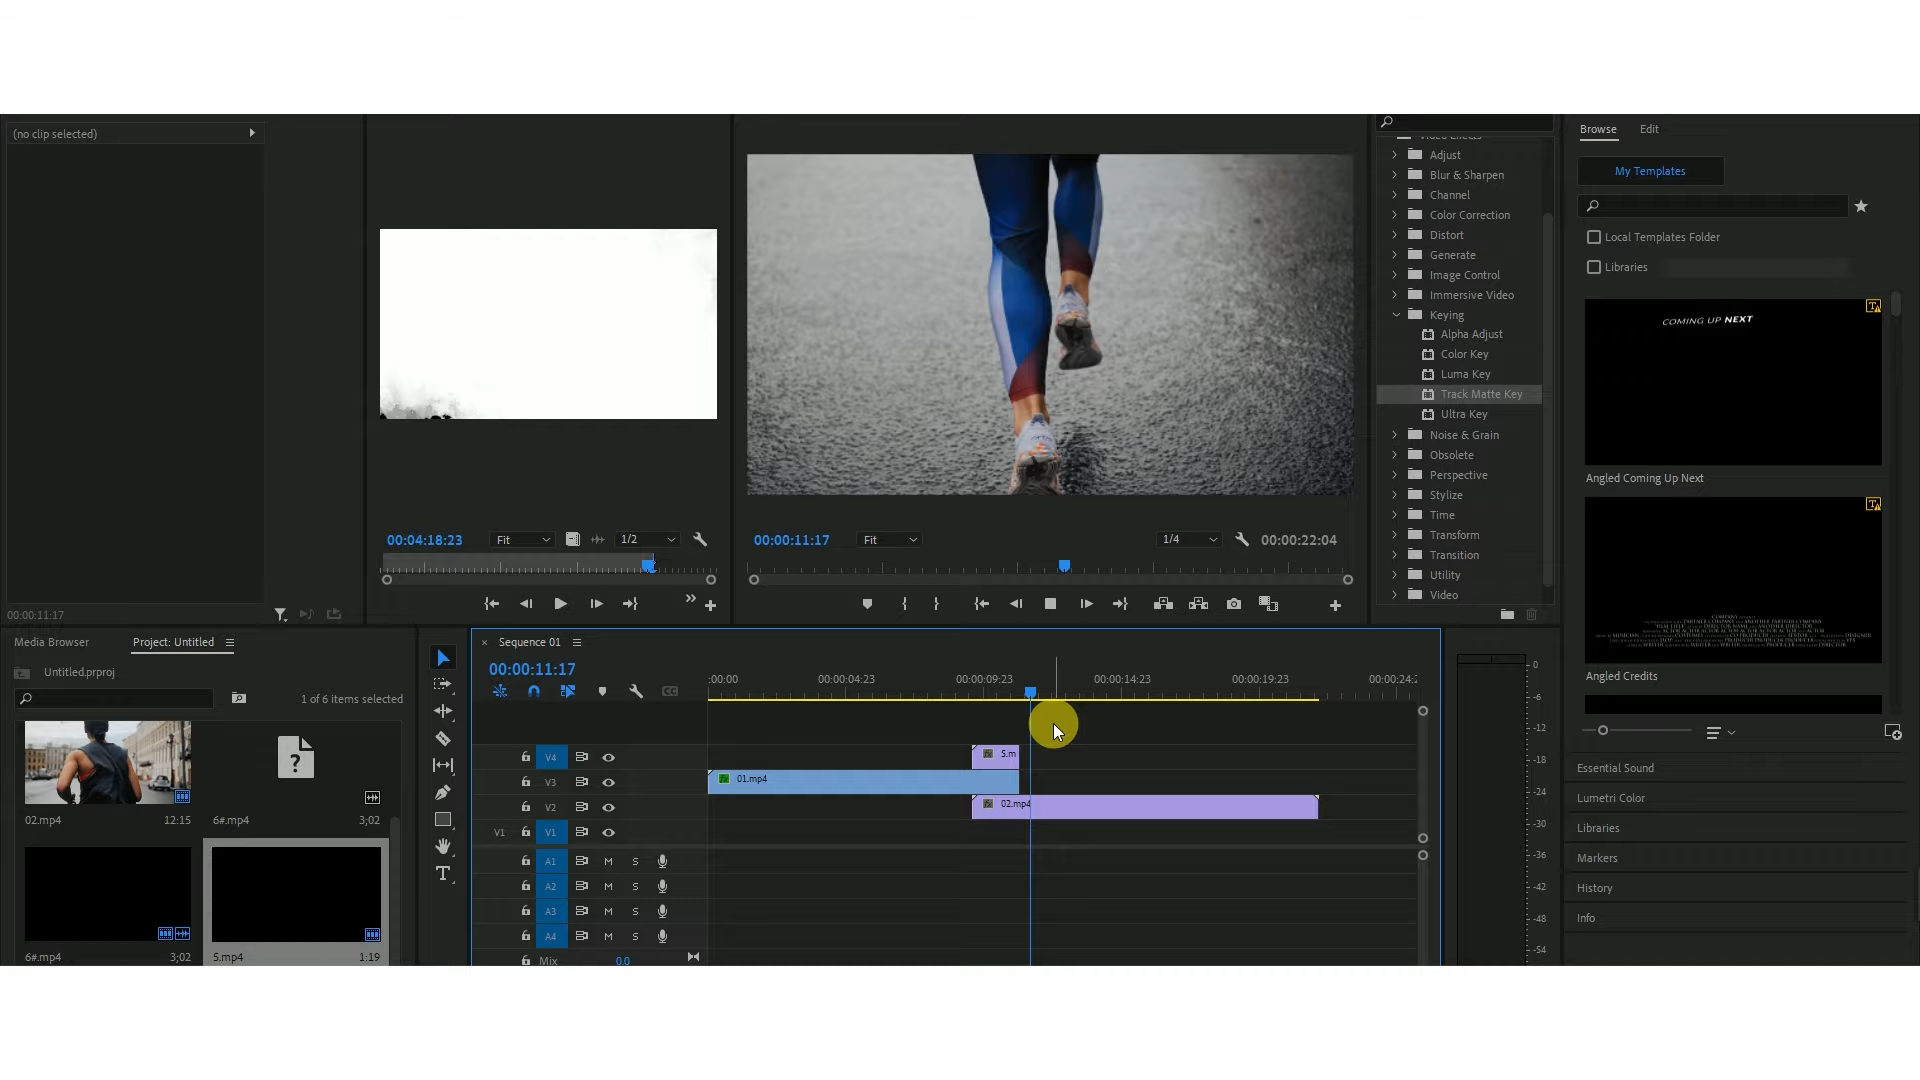 (no clip selected)
00:00:11:17
00:04:18:23
Fit
1/2
00:00:11:17
Fit
1/4
00:00:22:04
Video Effects
Adjust
Blur & Sharpen
Channel
Color Correction
Distort
Generate
Image Control
Immersive Video
Keying
Alpha Adjust
Color Key
Luma Key
Track Matte Key
Ultra Key
Noise & Grain
Obsolete
Perspective
Stylize
Time
Transform
Transition
Utility
Video
Browse
Edit
My Templates
Local Templates Folder
Libraries
COMING UP NEXT
Angled Coming Up Next
Angled Credits
Essential Sound
Lumetri Color
Libraries
Markers
History
Info
Media Browser
Project: Untitled
Untitled.prproj
1 of 6 items selected
02.mp4
12:15
6#.mp4
3;02
6#.mp4
3;02
5.mp4
1:19
T
Sequence 01
00:00:11:17
:00:00
00:00:04:23
00:00:09:23
00:00:14:23
00:00:19:23
00:00:24:2
V4
5.m
V3
01.mp4
V2
02.mp4
V1
V1
A1
M
S
A2
M
S
A3
M
S
A4
M
S
Mix
0.0
0
-6
-12
-18
-24
-30
-36
-42
-48
-54